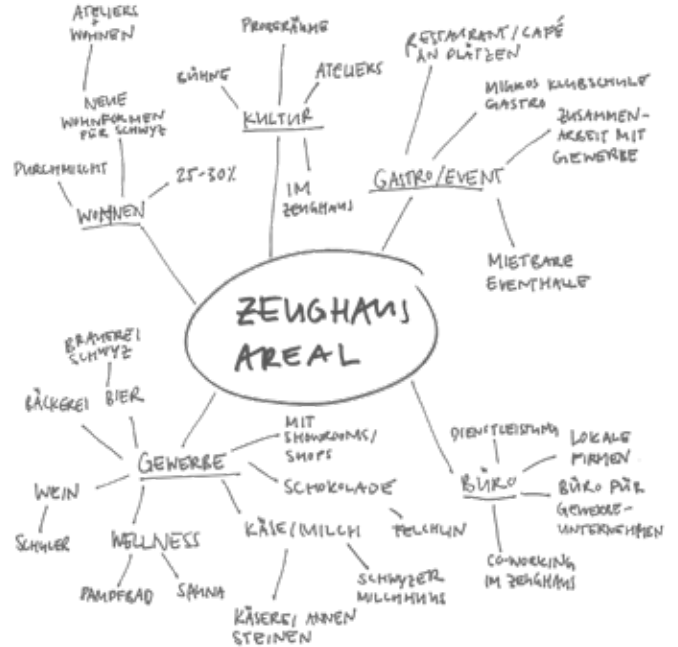 ATELIERS
+
WOHNEN
NEUE
WOHNFORMEN
FÜR SCHWYZ
DURCHMISCHT
25-30%
WOHNEN
PROBERÄUME
BÜHNE
ATELIERS
KULTUR
IM
ZEUGHAUS
RESTAURANT/CAFÉ
AN PLÄTZEN
MIGROS KLUBSCHULE
GASTRO
ZUSAMMEN-
ARBEIT MIT
GEWERBE
GASTRO/EVENT
MIETBARE
EVENTHALLE
ZEUGHAUS
AREAL
BRAUEREI
SCHWYZ
BÄCKEREI
BIER
GEWERBE
MIT
SHOWROOMS/
SHOPS
SCHOKOLADE
FELCHLIN
WEIN
SCHULER
WELLNESS
DAMPFBAD
SAUNA
KÄSE/MILCH
KÄSEREI ANNEN
STEINEN
SCHWYZER
MILCHHUUS
DIENSTLEISTUNG
LOKALE
FIRMEN
BÜRO
BÜRO FÜR
GEWERBE-
UNTERNEHMEN
CO-WORKING
IM ZEUGHAUS